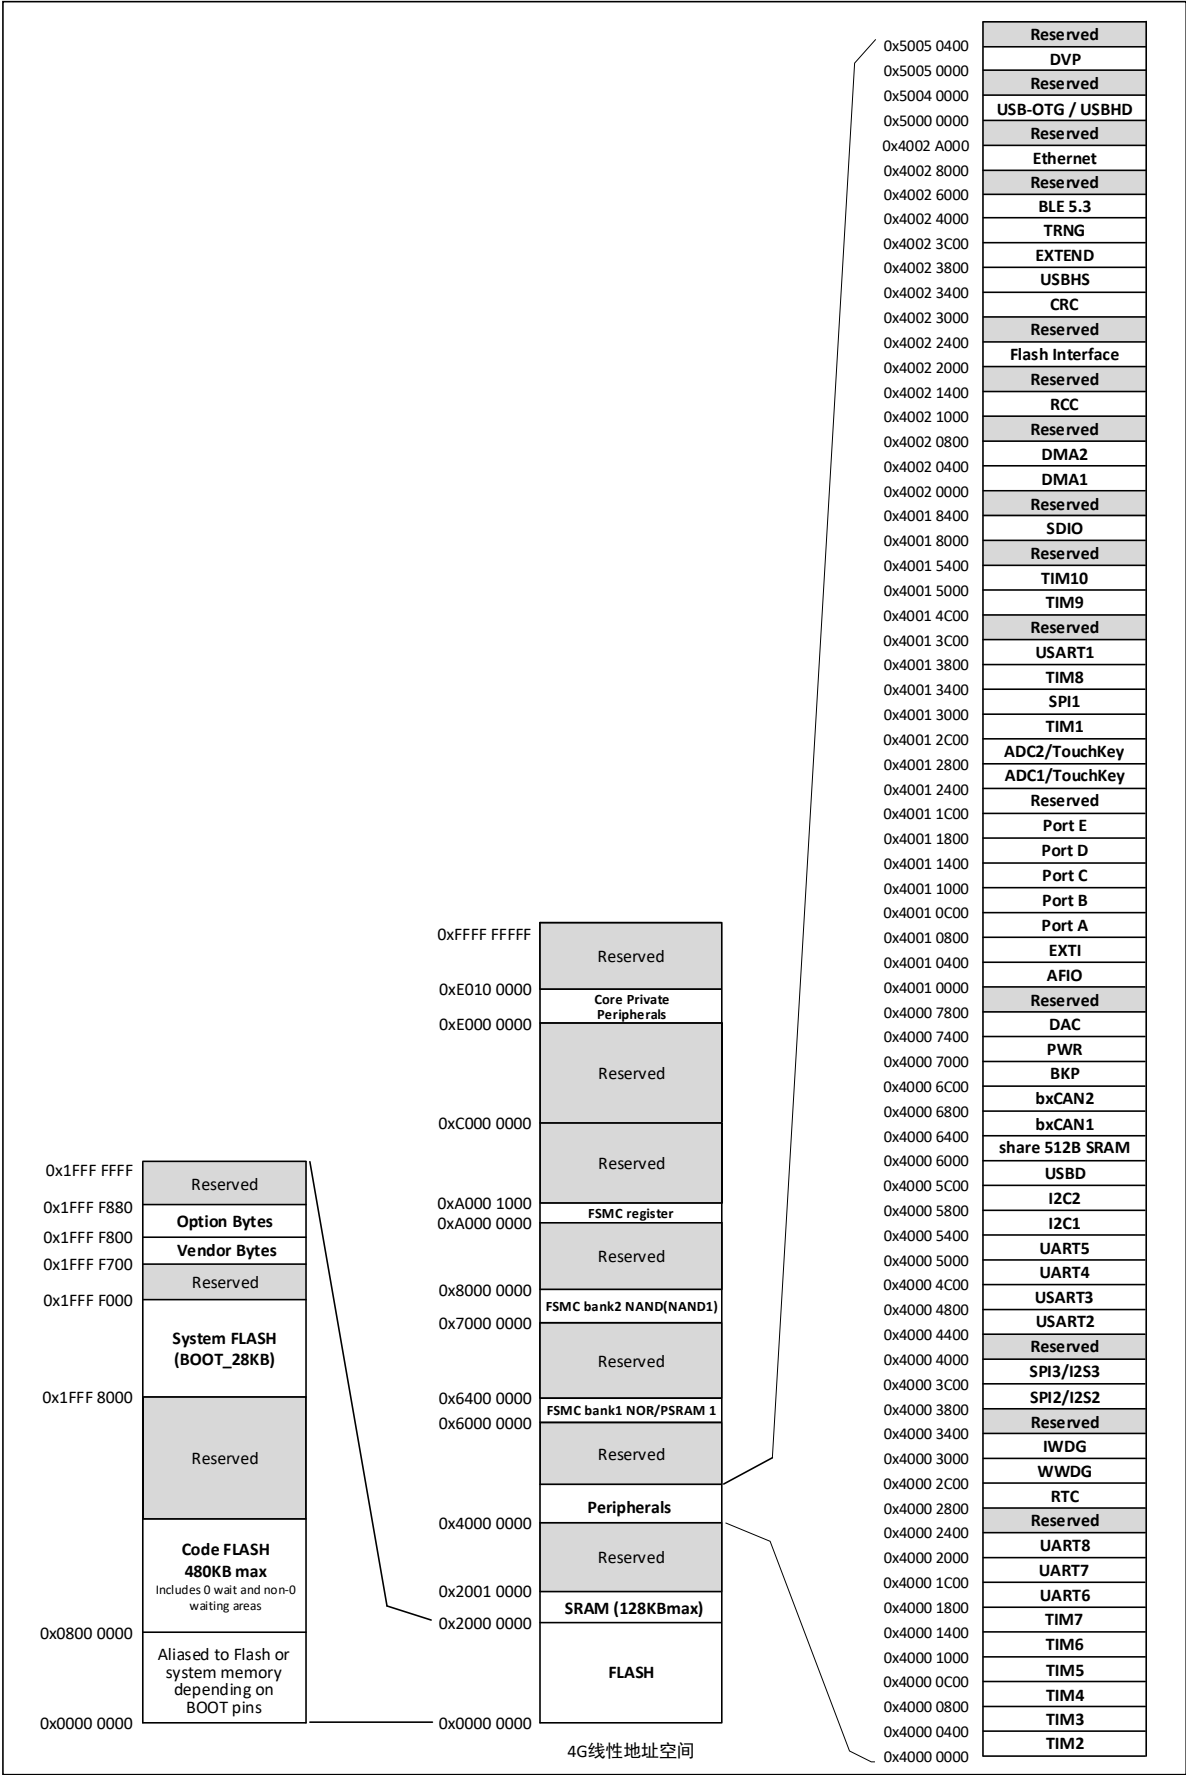 0xFFFF FFFFF
Reserved
0xE010 0000
Core Private
Peripherals
0xE000 0000
Reserved
0xC000 0000
Reserved
0xA000 1000
FSMC register
0xA000 0000
Reserved
0x8000 0000
FSMC bank2 NAND(NAND1)
0x7000 0000
Reserved
0x6400 0000
FSMC bank1 NOR/PSRAM 1
0x6000 0000
Reserved
Peripherals
0x4000 0000
Reserved
0x2001 0000
SRAM (128KBmax)
0x2000 0000
FLASH
0x0000 0000
4G线性地址空间
0x1FFF FFFF
Reserved
0x1FFF F880
Option Bytes
0x1FFF F800
Vendor Bytes
0x1FFF F700
Reserved
0x1FFF F000
System FLASH
(BOOT_28KB)
0x1FFF 8000
Reserved
Code FLASH
480KB max
Includes 0 wait and non-0
waiting areas
0x0800 0000
Aliased to Flash or
system memory
depending on
BOOT pins
0x0000 0000
Reserved
0x5005 0400
DVP
0x5005 0000
Reserved
0x5004 0000
USB-OTG / USBHD
0x5000 0000
Reserved
0x4002 A000
Ethernet
0x4002 8000
Reserved
0x4002 6000
BLE 5.3
0x4002 4000
TRNG
0x4002 3C00
EXTEND
0x4002 3800
USBHS
0x4002 3400
CRC
0x4002 3000
Reserved
0x4002 2400
Flash Interface
0x4002 2000
Reserved
0x4002 1400
RCC
0x4002 1000
Reserved
0x4002 0800
DMA2
0x4002 0400
DMA1
0x4002 0000
Reserved
0x4001 8400
SDIO
0x4001 8000
Reserved
0x4001 5400
TIM10
0x4001 5000
TIM9
0x4001 4C00
Reserved
0x4001 3C00
USART1
0x4001 3800
TIM8
0x4001 3400
SPI1
0x4001 3000
TIM1
0x4001 2C00
ADC2/TouchKey
0x4001 2800
ADC1/TouchKey
0x4001 2400
Reserved
0x4001 1C00
Port E
0x4001 1800
Port D
0x4001 1400
Port C
0x4001 1000
Port B
0x4001 0C00
Port A
0x4001 0800
EXTI
0x4001 0400
AFIO
0x4001 0000
Reserved
0x4000 7800
DAC
0x4000 7400
PWR
0x4000 7000
BKP
0x4000 6C00
bxCAN2
0x4000 6800
bxCAN1
0x4000 6400
share 512B SRAM
0x4000 6000
USBD
0x4000 5C00
I2C2
0x4000 5800
I2C1
0x4000 5400
UART5
0x4000 5000
UART4
0x4000 4C00
USART3
0x4000 4800
USART2
0x4000 4400
Reserved
0x4000 4000
SPI3/I2S3
0x4000 3C00
SPI2/I2S2
0x4000 3800
Reserved
0x4000 3400
IWDG
0x4000 3000
WWDG
0x4000 2C00
RTC
0x4000 2800
Reserved
0x4000 2400
UART8
0x4000 2000
UART7
0x4000 1C00
UART6
0x4000 1800
TIM7
0x4000 1400
TIM6
0x4000 1000
TIM5
0x4000 0C00
TIM4
0x4000 0800
TIM3
0x4000 0400
TIM2
0x4000 0000